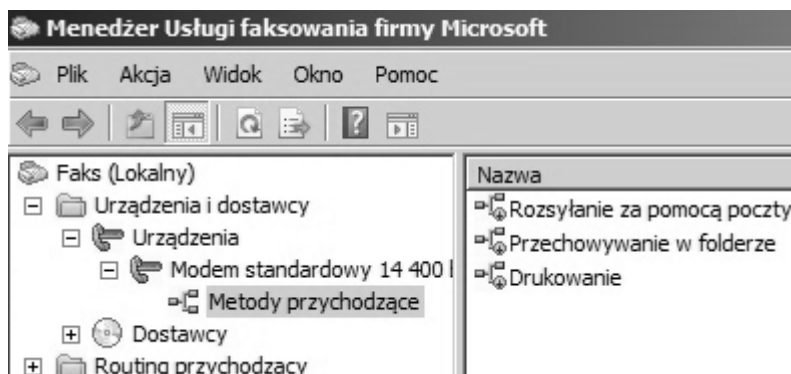 Menedżer Usługi faksowania firmy Microsoft
Plik Akcja Widok Okno Pomoc
Faks (Lokalny)
Urządzenia i dostawcy
Urządzenia
Modem standardowy 14 400
Metody przychodzące
Dostawcy
Routing przychodzący
Nazwa
Rozsyłanie za pomocą poczty
Przechowywanie w folderze
Drukowanie